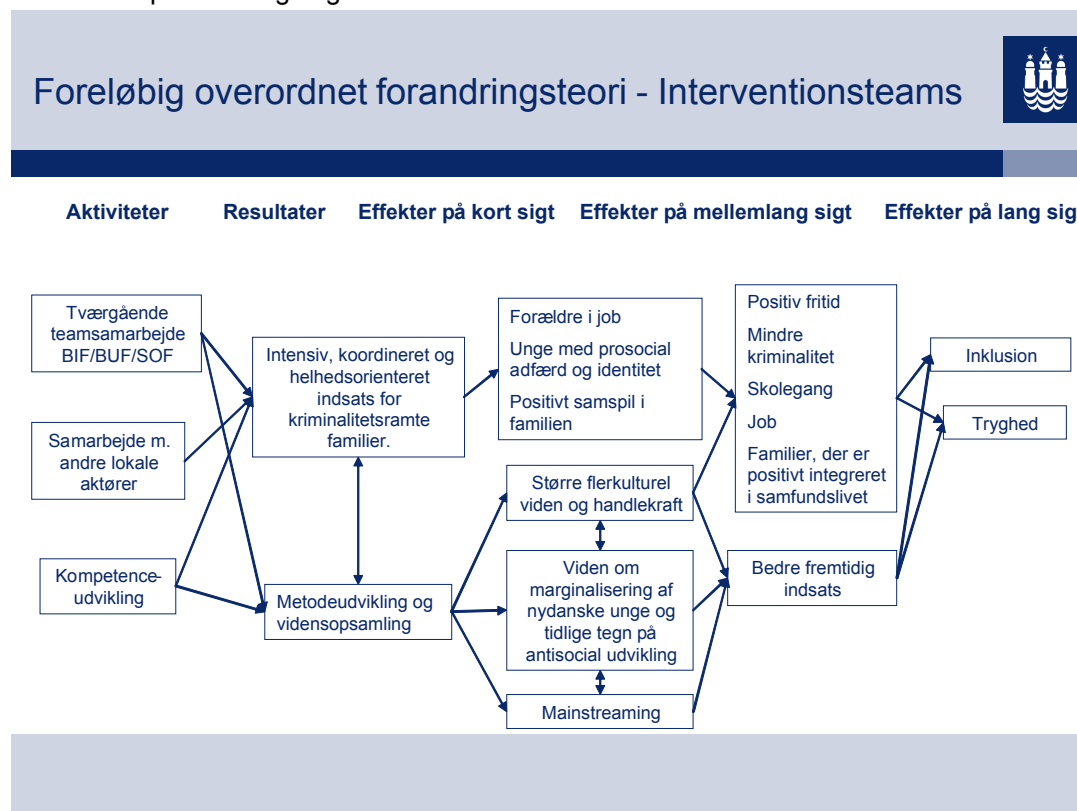 Foreløbig overordnet forandringsteori - Interventionsteams
Aktiviteter
Resultater
Effekter på kort sigt
Effekter på mellemlang sigt
Effekter på lang sig
Tværgående
teamsamarbejde
BIF/BUF/SOF
Samarbejde m.
andre lokale
aktører
Kompetence-
udvikling
Intensiv, koordineret og
helhedsorienteret
indsats for
kriminalitetsramte
familier.
Metodeudvikling og
vidensopsamling
Forældre i job
Unge med prosocial
adfærd og identitet
Positivt samspil i
familien
Større flerkulturel
viden og handlekraft
Viden om
marginalisering af
nydanske unge og
tidlige tegn på
antisocial udvikling
Mainstreaming
Positiv fritid
Mindre
kriminalitet
Skolegang
Job
Familier, der er
positivt integreret
i samfundslivet
Bedre fremtidig
indsats
Inklusion
Tryghed